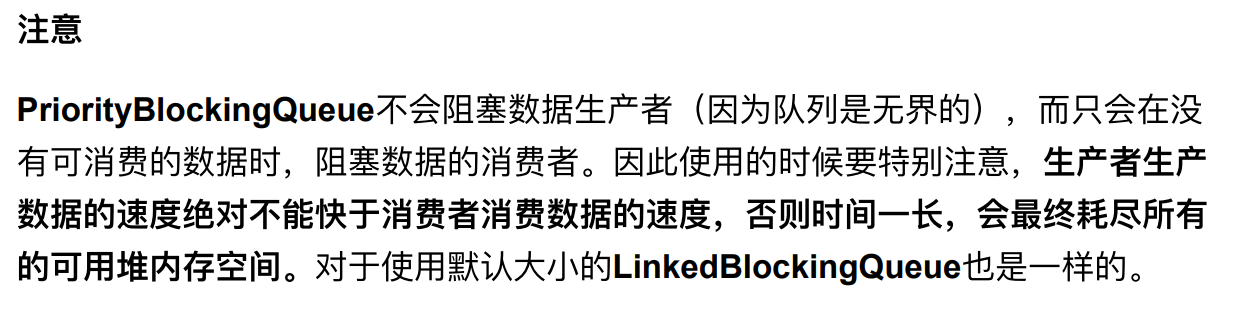 注意
PriorityBlockingQueue不会阻塞数据生产者（因为队列是无界的），而只会在没
有可消费的数据时，阻塞数据的消费者。因此使用的时候要特别注意，生产者生产
数据的速度绝对不能快于消费者消费数据的速度，否则时间一长，会最终耗尽所有
的可用堆内存空间。对于使用默认大小的LinkedBlockingQueue也是一样的。